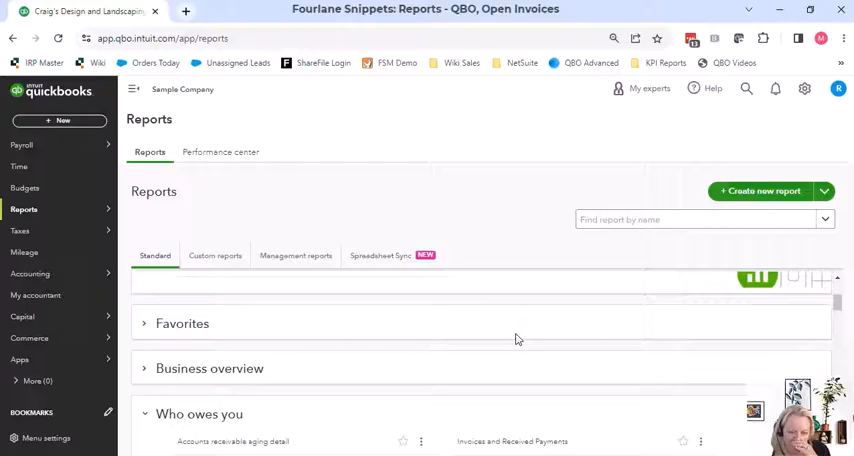 Craig's Design and Landscaping
Fourlane Snippets: Reports - QBO, Open Invoices
app.qbo.intuit.com/app/reports
13
M
IRP Master
Wiki
Orders Today
Unassigned Leads
ShareFile Login
FSM Demo
Wiki Sales
NetSuite
QBO Advanced
KPI Reports
QBO Videos
»
INTUIT
quickbooks
Sample Company
My experts
Help
R
+ New
Reports
Payroll
Time
Budgets
Reports
Taxes
Mileage
Accounting
My accountant
Capital
Commerce
Apps
More (0)
BOOKMARKS
Menu settings
Reports
Performance center
Reports
+ Create new report
Find report by name
Standard
Custom reports
Management reports
Spreadsheet Sync NEW
Favorites
Business overview
Who owes you
Accounts receivable aging detail
Invoices and Received Payments